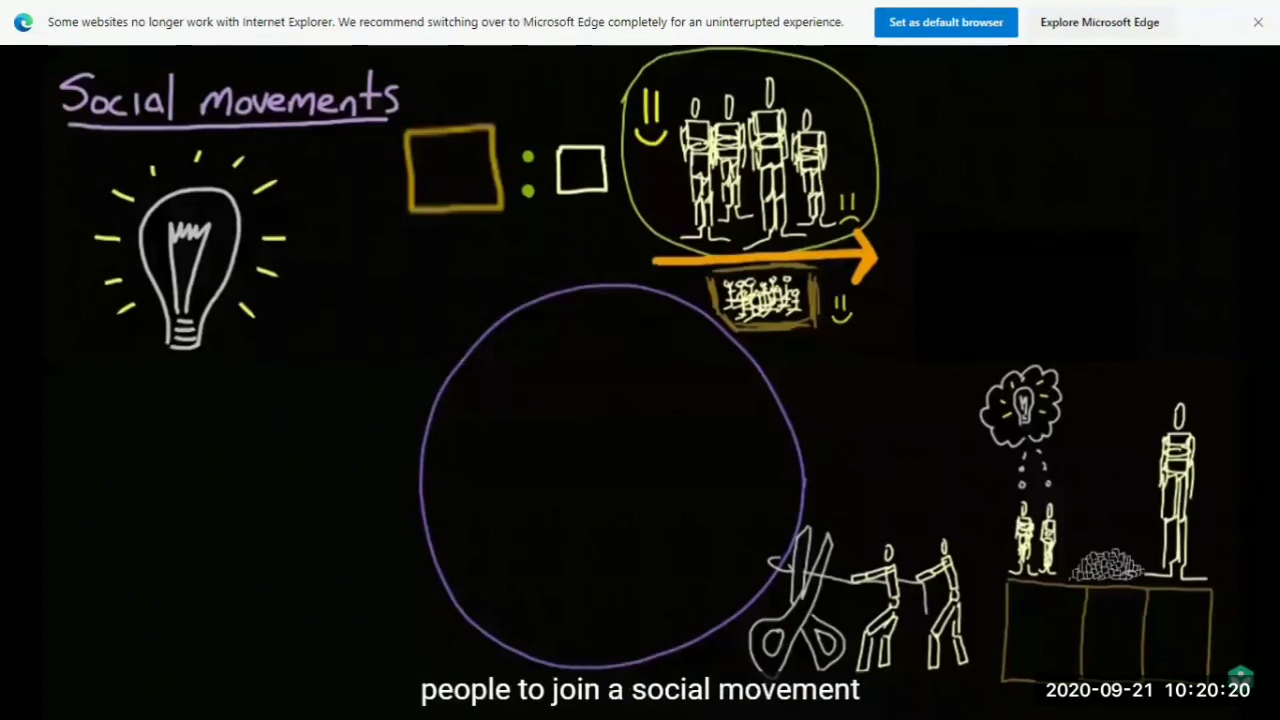 Some websites no longer work with Internet Explorer. We recommend switching over to Microsoft Edge completely for an uninterrupted experience.
Set as default browser
Explore Microsoft Edge
Social movements
people to join a social movement
2020-09-21 10:20:20